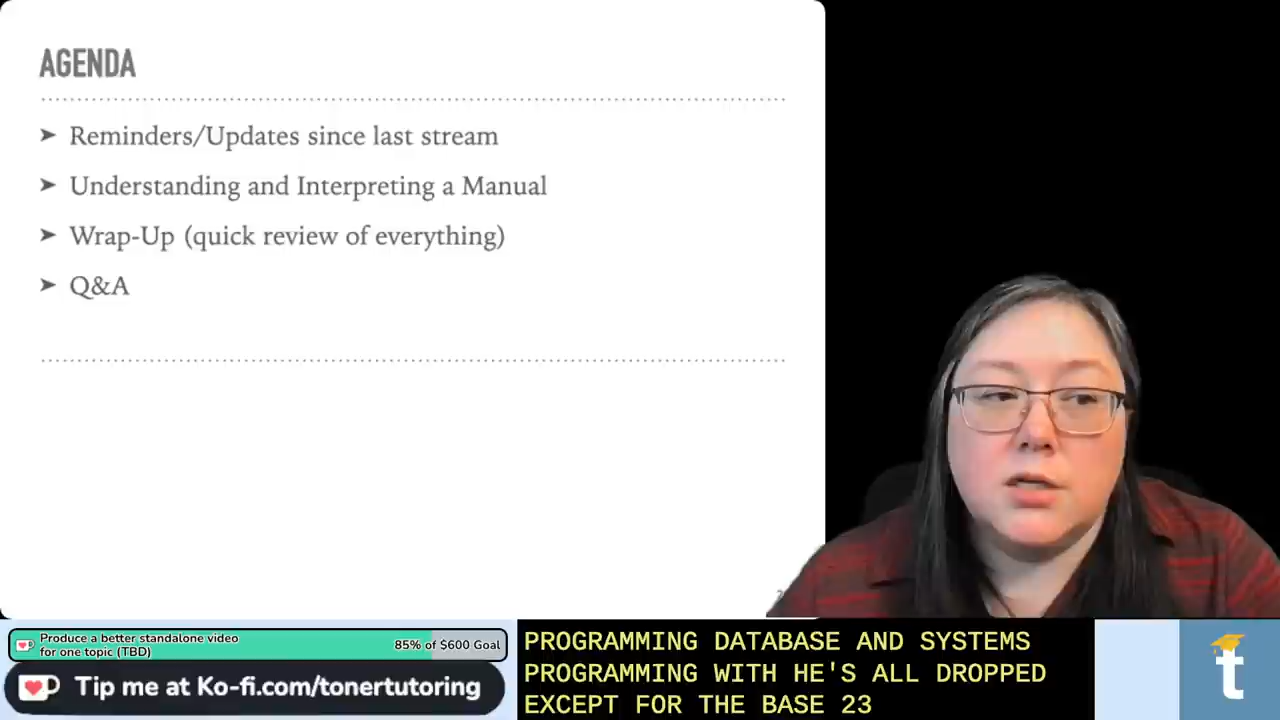 AGENDA
➤ Reminders/Updates since last stream
➤ Understanding and Interpreting a Manual
➤ Wrap-Up (quick review of everything)
➤ Q&A
Produce a better standalone video
for one topic (TBD)
85% of $600 Goal
Tip me at Ko-fi.com/tonertutoring
PROGRAMMING DATABASE AND SYSTEMS
PROGRAMMING WITH HE'S ALL DROPPED
EXCEPT FOR THE BASE 23
t